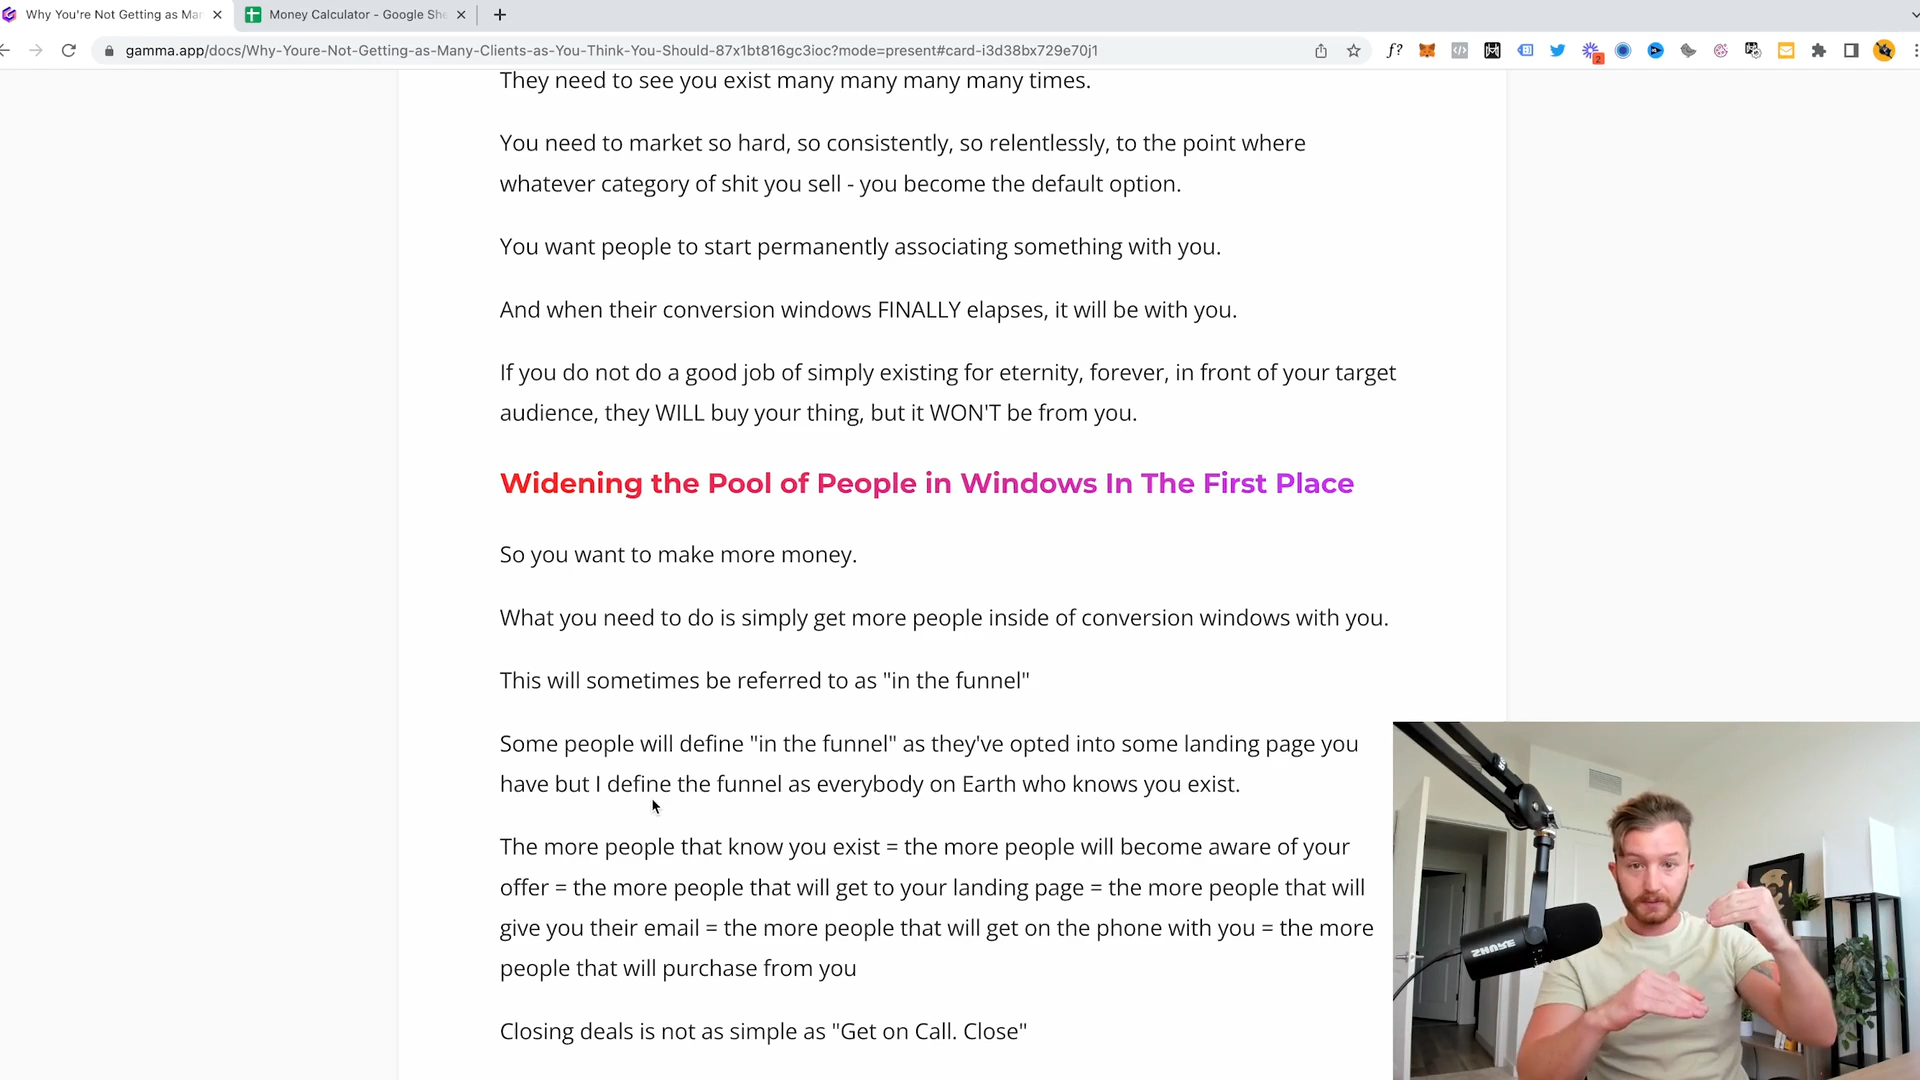 Why You're Not Getting as Mar
Money Calculator - Google She
gamma.app/docs/Why-Youre-Not-Getting-as-Many-Clients-as-You-Think-You-Should-87x1bt816gc3ioc?mode=present#card-i3d38bx729e70j1
f?
2
They need to see you exist many many many many times.
You need to market so hard, so consistently, so relentlessly, to the point where
whatever category of shit you sell - you become the default option.
You want people to start permanently associating something with you.
And when their conversion windows FINALLY elapses, it will be with you.
If you do not do a good job of simply existing for eternity, forever, in front of your target
audience, they WILL buy your thing, but it WON'T be from you.
Widening the Pool of People in Windows In The First Place
So you want to make more money.
What you need to do is simply get more people inside of conversion windows with you.
This will sometimes be referred to as "in the funnel"
Some people will define "in the funnel" as they've opted into some landing page you
have but I define the funnel as everybody on Earth who knows you exist.
The more people that know you exist = the more people will become aware of your
offer = the more people that will get to your landing page = the more people that will
give you their email = the more people that will get on the phone with you = the more
people that will purchase from you
Closing deals is not as simple as "Get on Call. Close"
SHURE